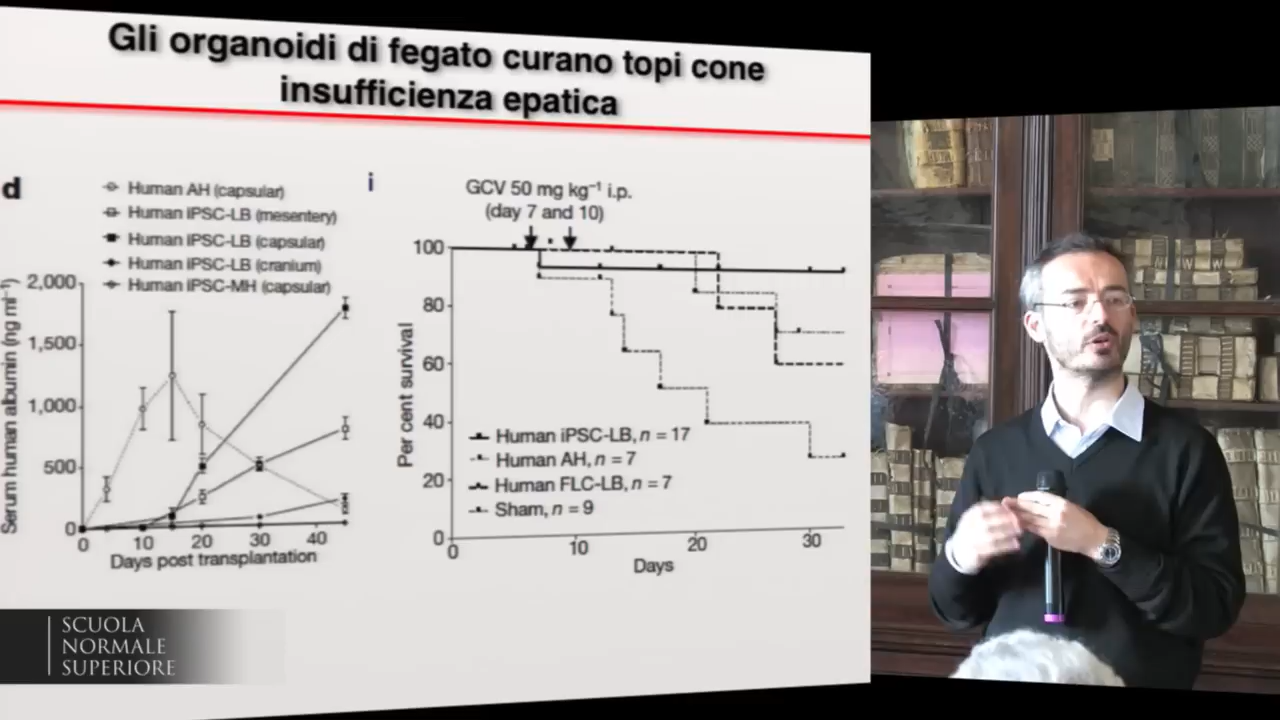 Gli organoidi di fegato curano topi cone
insufficienza epatica
d
Human AH (capsular)
Human iPSC-LB (mesentery)
Human iPSC-LB (capsular)
Human iPSC-LB (cranium)
Human iPSC-MH (capsular)
Serum human albumin (ng ml⁻¹)
2,000
1,500
1,000
500
0
0 10 20 30 40
Days post transplantation
i
GCV 50 mg kg⁻¹ i.p.
(day 7 and 10)
Per cent survival
100
80
60
40
20
0
Human iPSC-LB, n = 17
Human AH, n = 7
Human FLC-LB, n = 7
Sham, n = 9
0 10 20 30
Days
SCUOLA
NORMALE
SUPERIORE